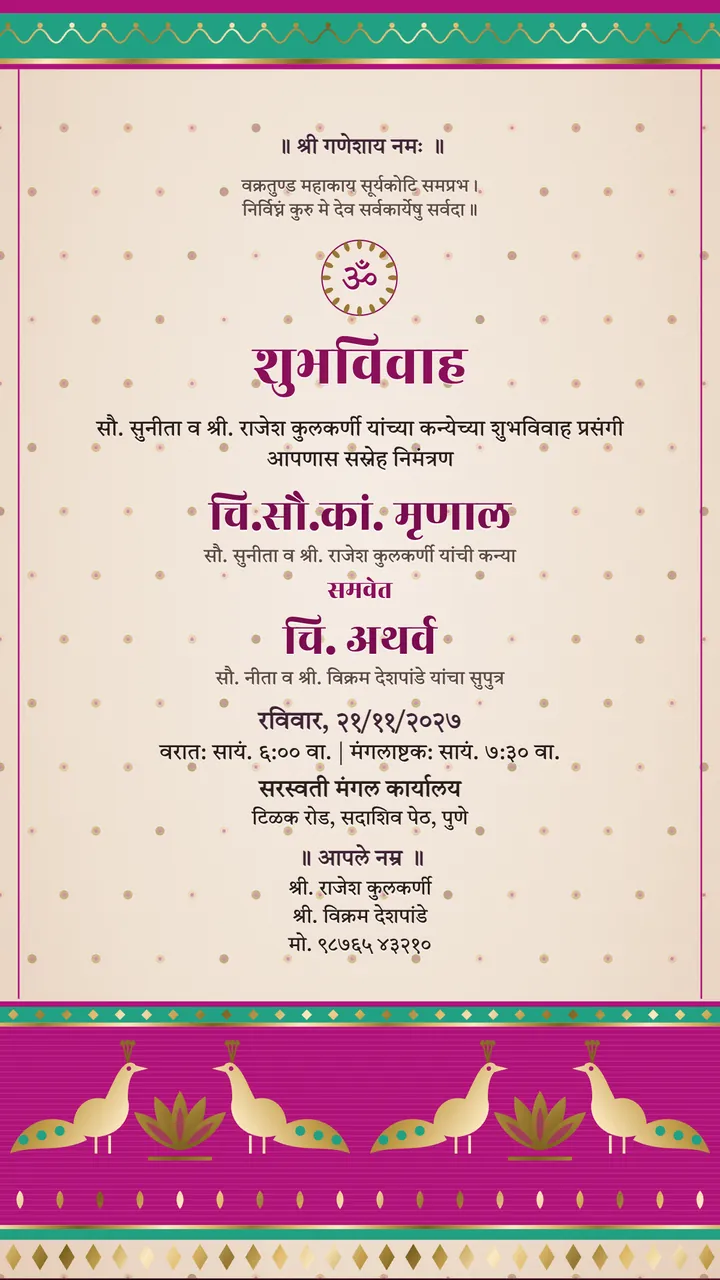 ॥ श्री गणेशाय नमः ॥
वक्रतुण्ड महाकाय सूर्यकोटि समप्रभ।
निर्विघ्नं कुरु मे देव सर्वकार्येषु सर्वदा॥
ॐ
शुभविवाह
सौ. सुनीता व श्री. राजेश कुलकर्णी यांच्या कन्येच्या शुभविवाह प्रसंगी
आपणास सस्नेह निमंत्रण
चि.सौ.कां. मृणाल
सौ. सुनीता व श्री. राजेश कुलकर्णी यांची कन्या
समवेत
चि. अथर्व
सौ. नीता व श्री. विक्रम देशपांडे यांचा सुपुत्र
रविवार, २१/११/२०२७
वरात: सायं. ६:०० वा. | मंगलाष्टक: सायं. ७:३० वा.
सरस्वती मंगल कार्यालय
टिळक रोड, सदाशिव पेठ, पुणे
॥ आपले नम्र ॥
श्री. राजेश कुलकर्णी
श्री. विक्रम देशपांडे
मो. ९८७६५ ४३२१०